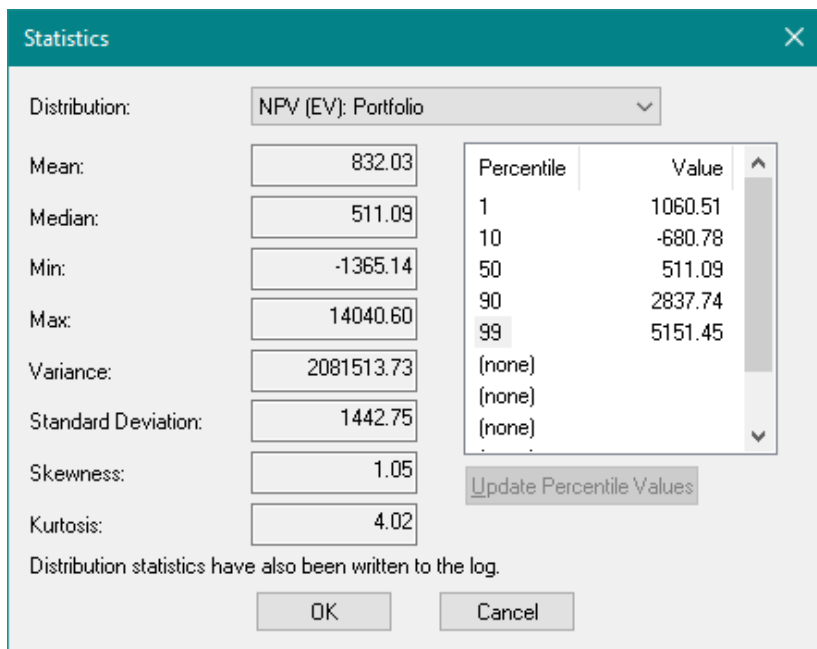 Statistics
Distribution: NPV (EV): Portfolio
Mean: 832.03
Median: 511.09
Min: -1365.14
Max: 14040.60
Variance: 2081513.73
Standard Deviation: 1442.75
Skewness: 1.05
Kurtosis: 4.02
Percentile Value
1 1060.51
10 -680.78
50 511.09
90 2837.74
99 5151.45
(none)
(none)
(none)
Update Percentile Values
Distribution statistics have also been written to the log.
OK Cancel